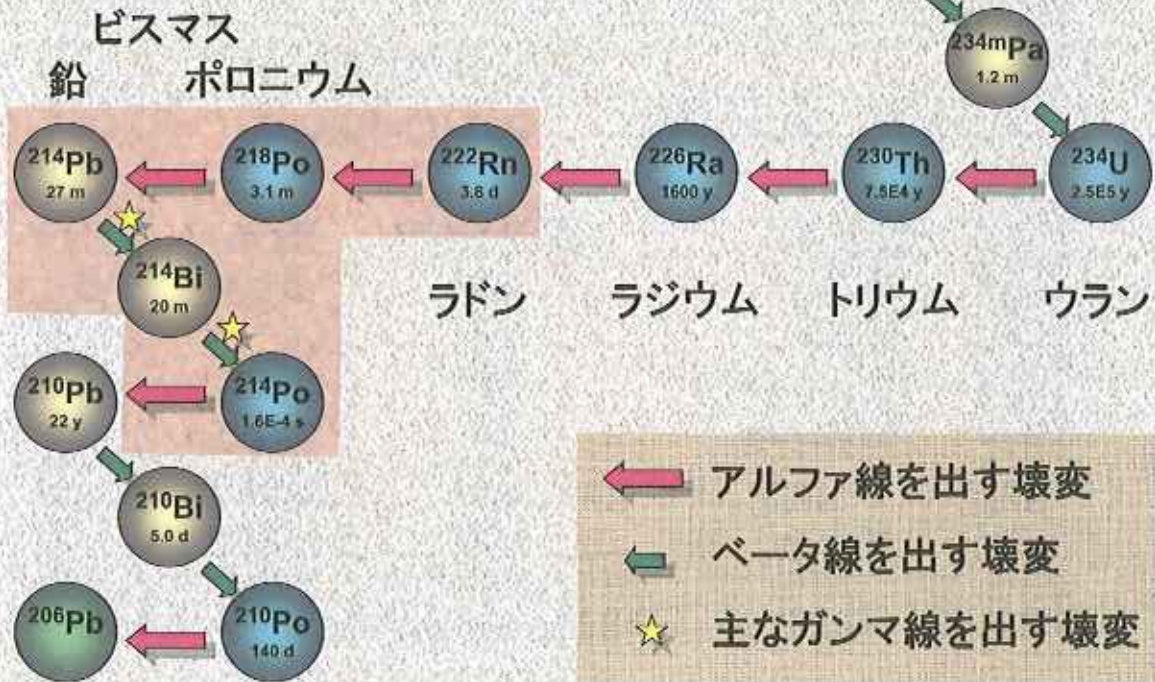 ビスマス
鉛 ポロニウム
234mPa
1.2 m
214Pb 218Po 222Rn 226Ra 230Th 234U
27 m 3.1 m 3.8 d 1600 y 7.5E4 y 2.5E5 y
214Bi
20 m
ラドン ラジウム トリウム ウラン
210Pb 214Po
22 y 1.6E-4 s
アルファ線を出す壊変
210Bi
5.0 d
ベータ線を出す壊変
206Pb 210Po
140 d
主なガンマ線を出す壊変